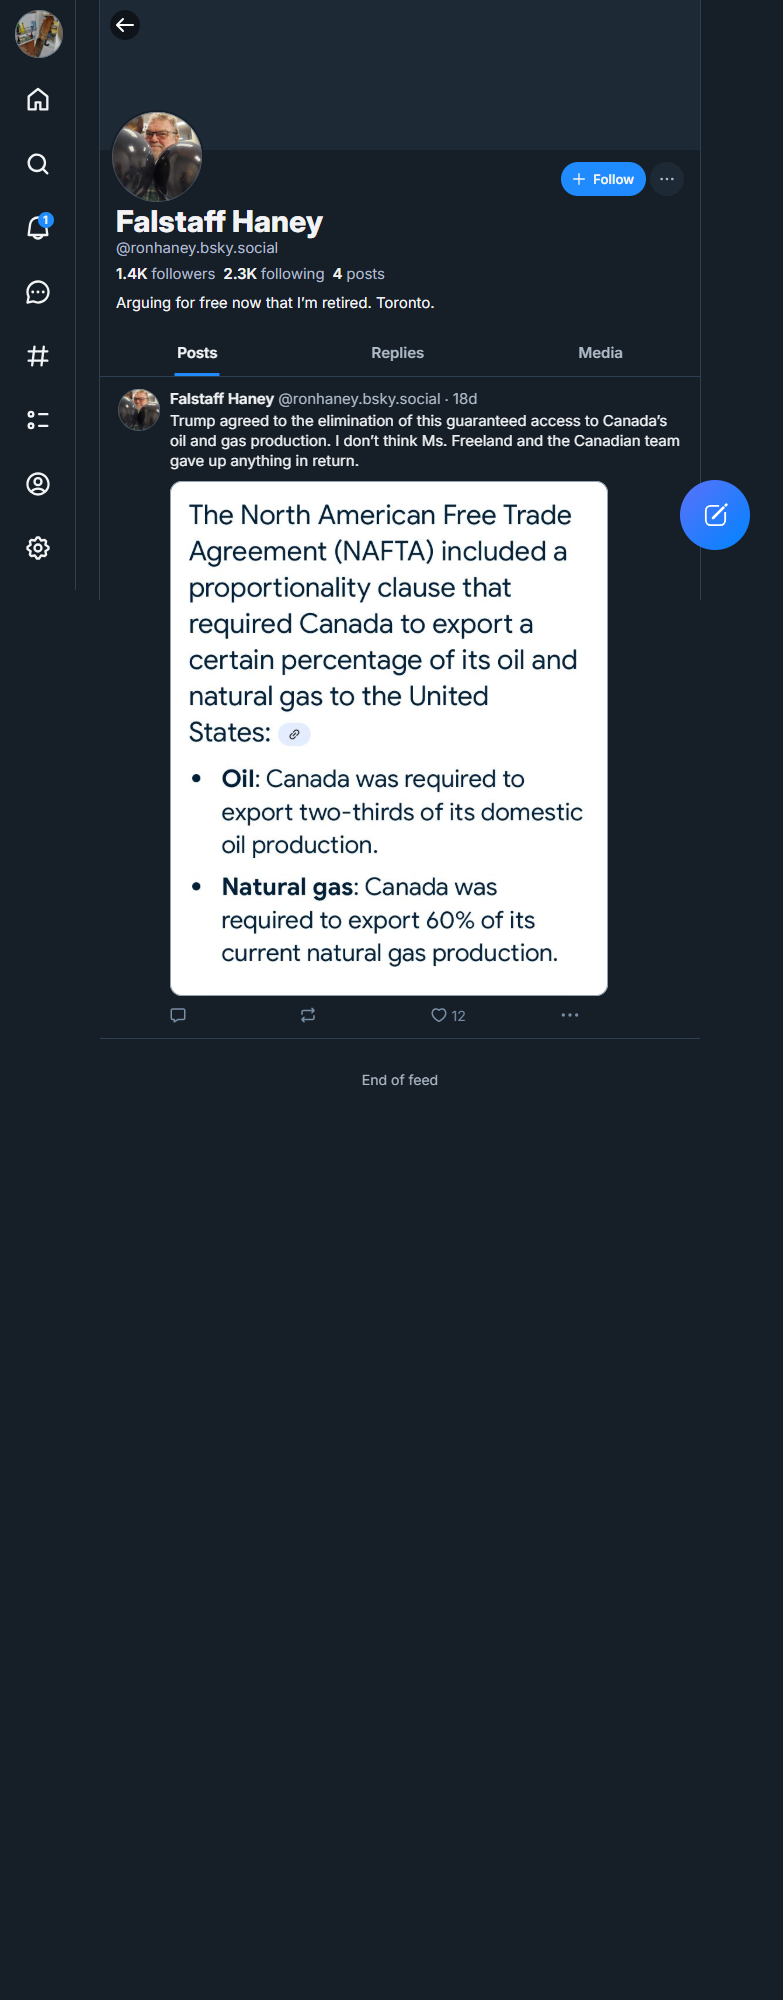 1
+ Follow
Falstaff Haney
@ronhaney.bsky.social
1.4K followers 2.3K following 4 posts
Arguing for free now that I’m retired. Toronto.
Posts Replies Media
Falstaff Haney @ronhaney.bsky.social · 18d
Trump agreed to the elimination of this guaranteed access to Canada’s
oil and gas production. I don’t think Ms. Freeland and the Canadian team
gave up anything in return.
The North American Free Trade
Agreement (NAFTA) included a
proportionality clause that
required Canada to export a
certain percentage of its oil and
natural gas to the United
States:
• Oil: Canada was required to
export two-thirds of its domestic
oil production.
• Natural gas: Canada was
required to export 60% of its
current natural gas production.
12
End of feed